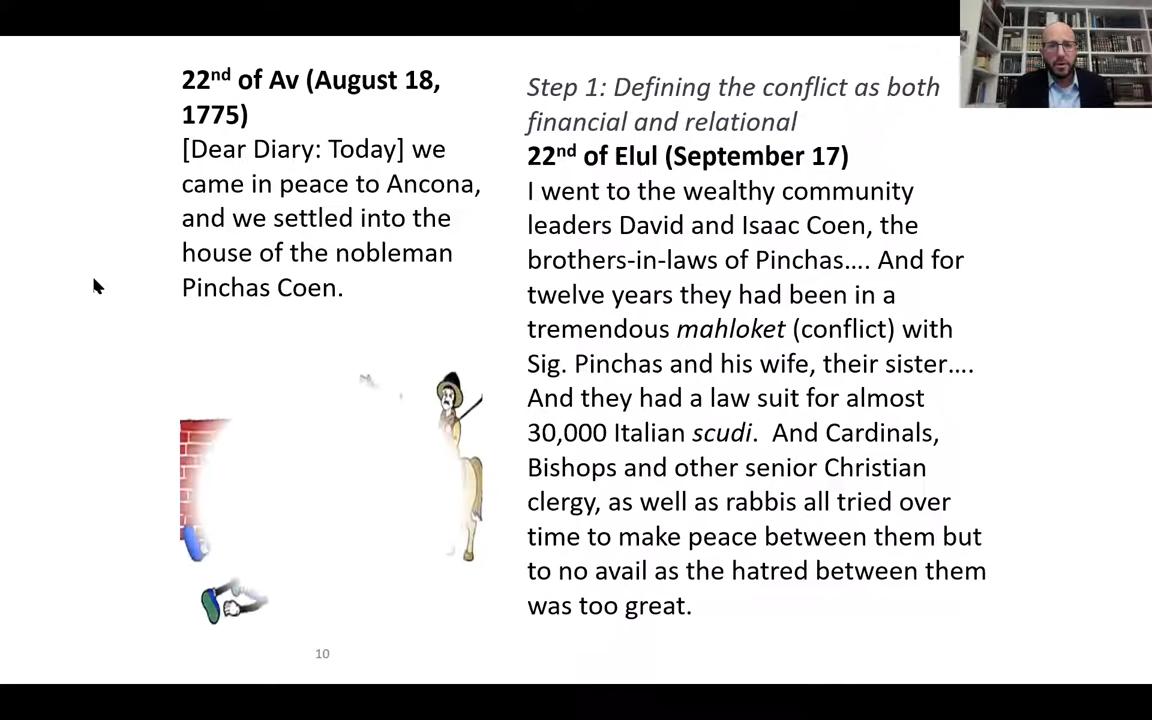 22nd of Av (August 18,
1775)
[Dear Diary: Today] we
came in peace to Ancona,
and we settled into the
house of the nobleman
Pinchas Coen.
10
Step 1: Defining the conflict as both
financial and relational
22nd of Elul (September 17)
I went to the wealthy community
leaders David and Isaac Coen, the
brothers-in-laws of Pinchas…. And for
twelve years they had been in a
tremendous mahloket (conflict) with
Sig. Pinchas and his wife, their sister….
And they had a law suit for almost
30,000 Italian scudi.  And Cardinals,
Bishops and other senior Christian
clergy, as well as rabbis all tried over
time to make peace between them but
to no avail as the hatred between them
was too great.